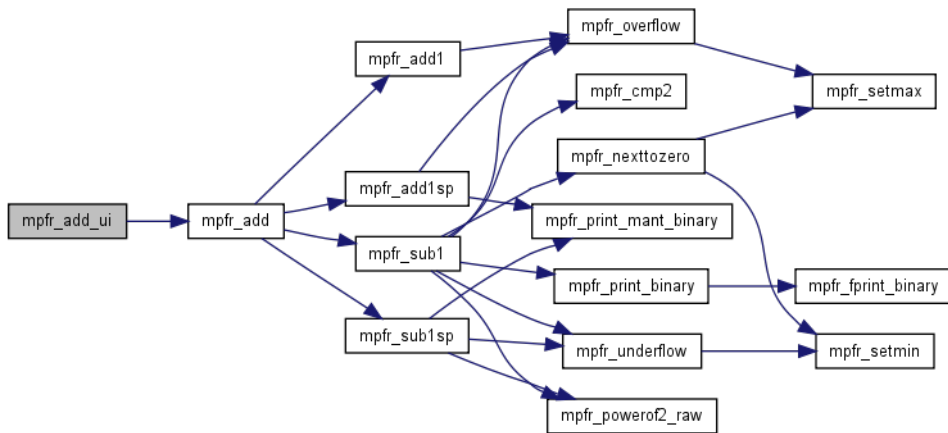 mpfr_overflow
mpfr_add1
mpfr_cmp2
mpfr_setmax
mpfr_nexttozero
mpfr_add1sp
mpfr_add_ui
mpfr_add
mpfr_print_mant_binary
mpfr_sub1
mpfr_print_binary
mpfr_fprint_binary
mpfr_sub1sp
mpfr_underflow
mpfr_setmin
mpfr_powerof2_raw